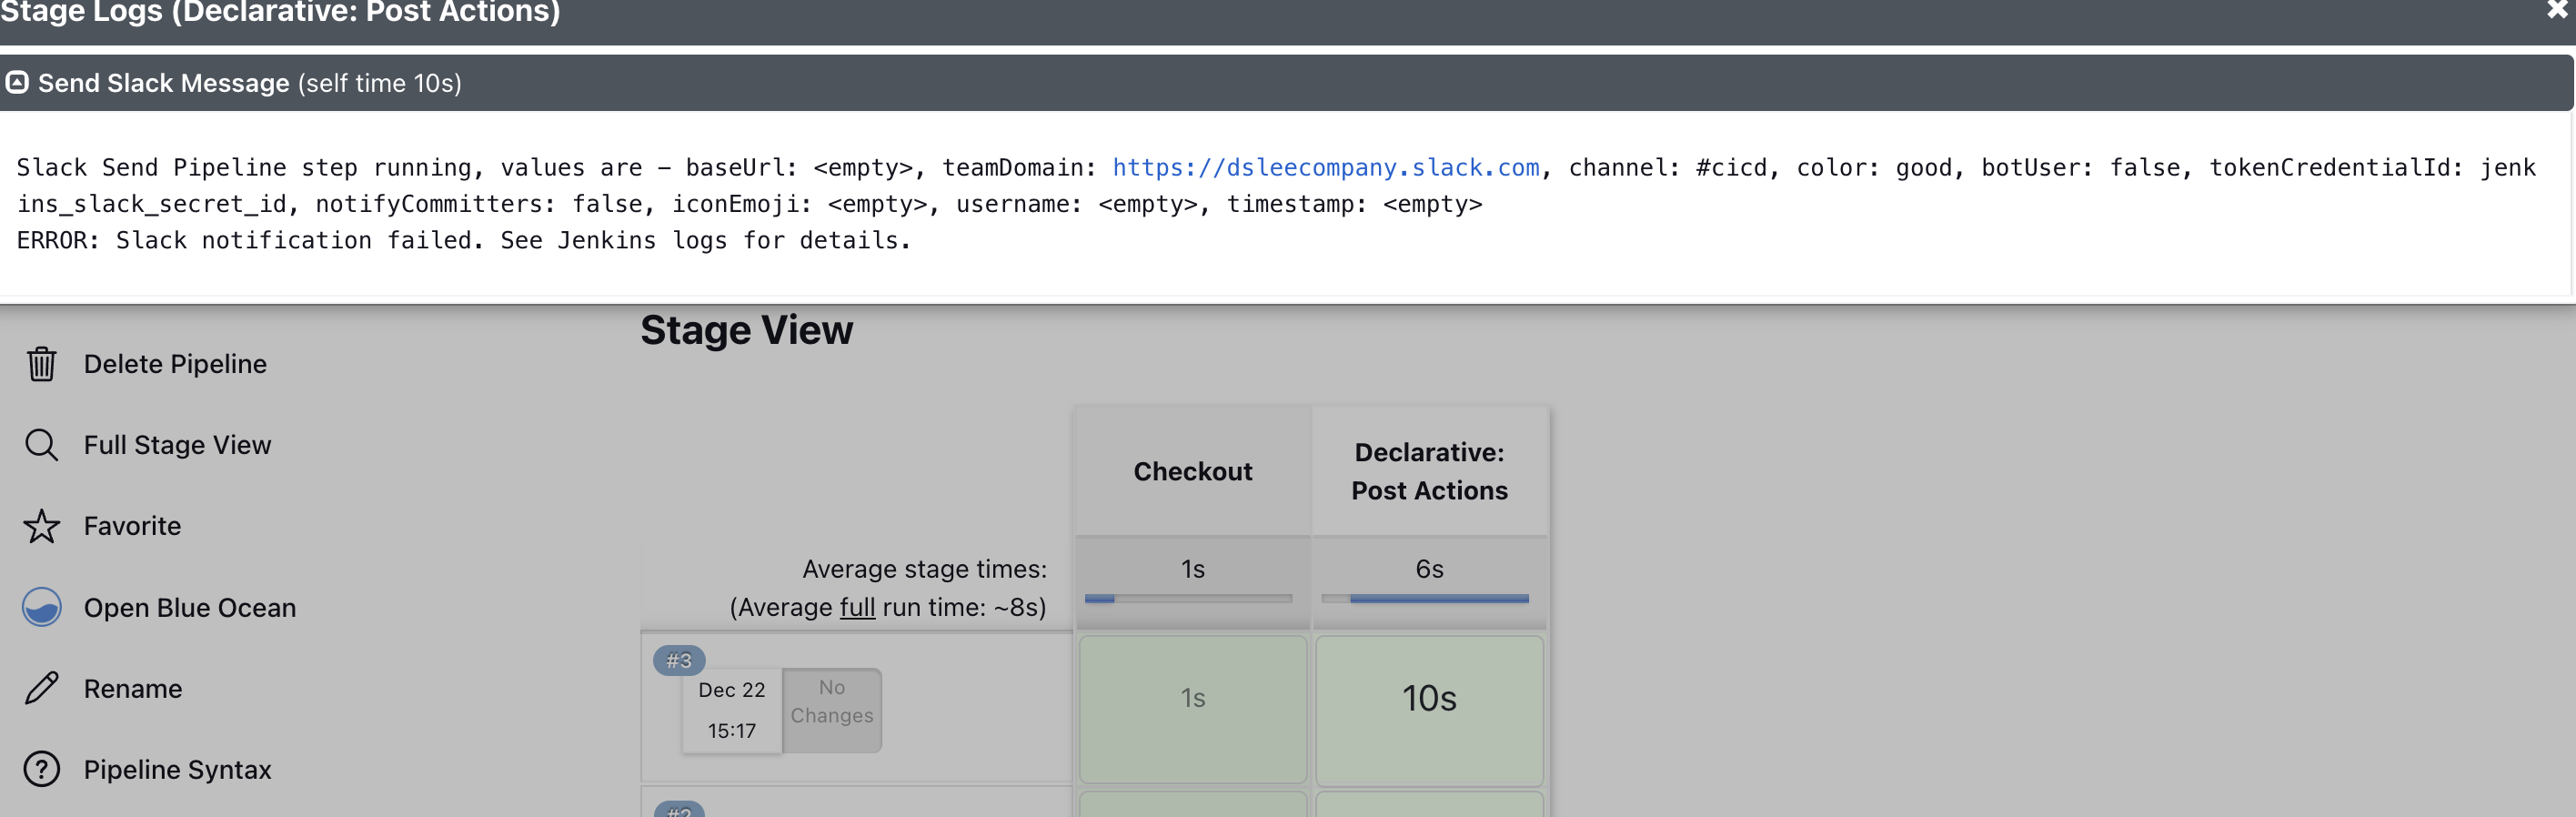 Stage Logs (Declarative: Post Actions)
Send Slack Message (self time 10s)
Slack Send Pipeline step running, values are – baseUrl: <empty>, teamDomain: https://dsleecompany.slack.com, channel: #cicd, color: good, botUser: false, tokenCredentialId: jenk
ins_slack_secret_id, notifyCommitters: false, iconEmoji: <empty>, username: <empty>, timestamp: <empty>
ERROR: Slack notification failed. See Jenkins logs for details.
Stage View
Delete Pipeline
Full Stage View
Favorite
Open Blue Ocean
Rename
Pipeline Syntax
Checkout
Declarative:
Post Actions
Average stage times:
(Average full run time: ~8s)
1s
6s
#3
Dec 22
15:17
No
Changes
1s
10s
#2